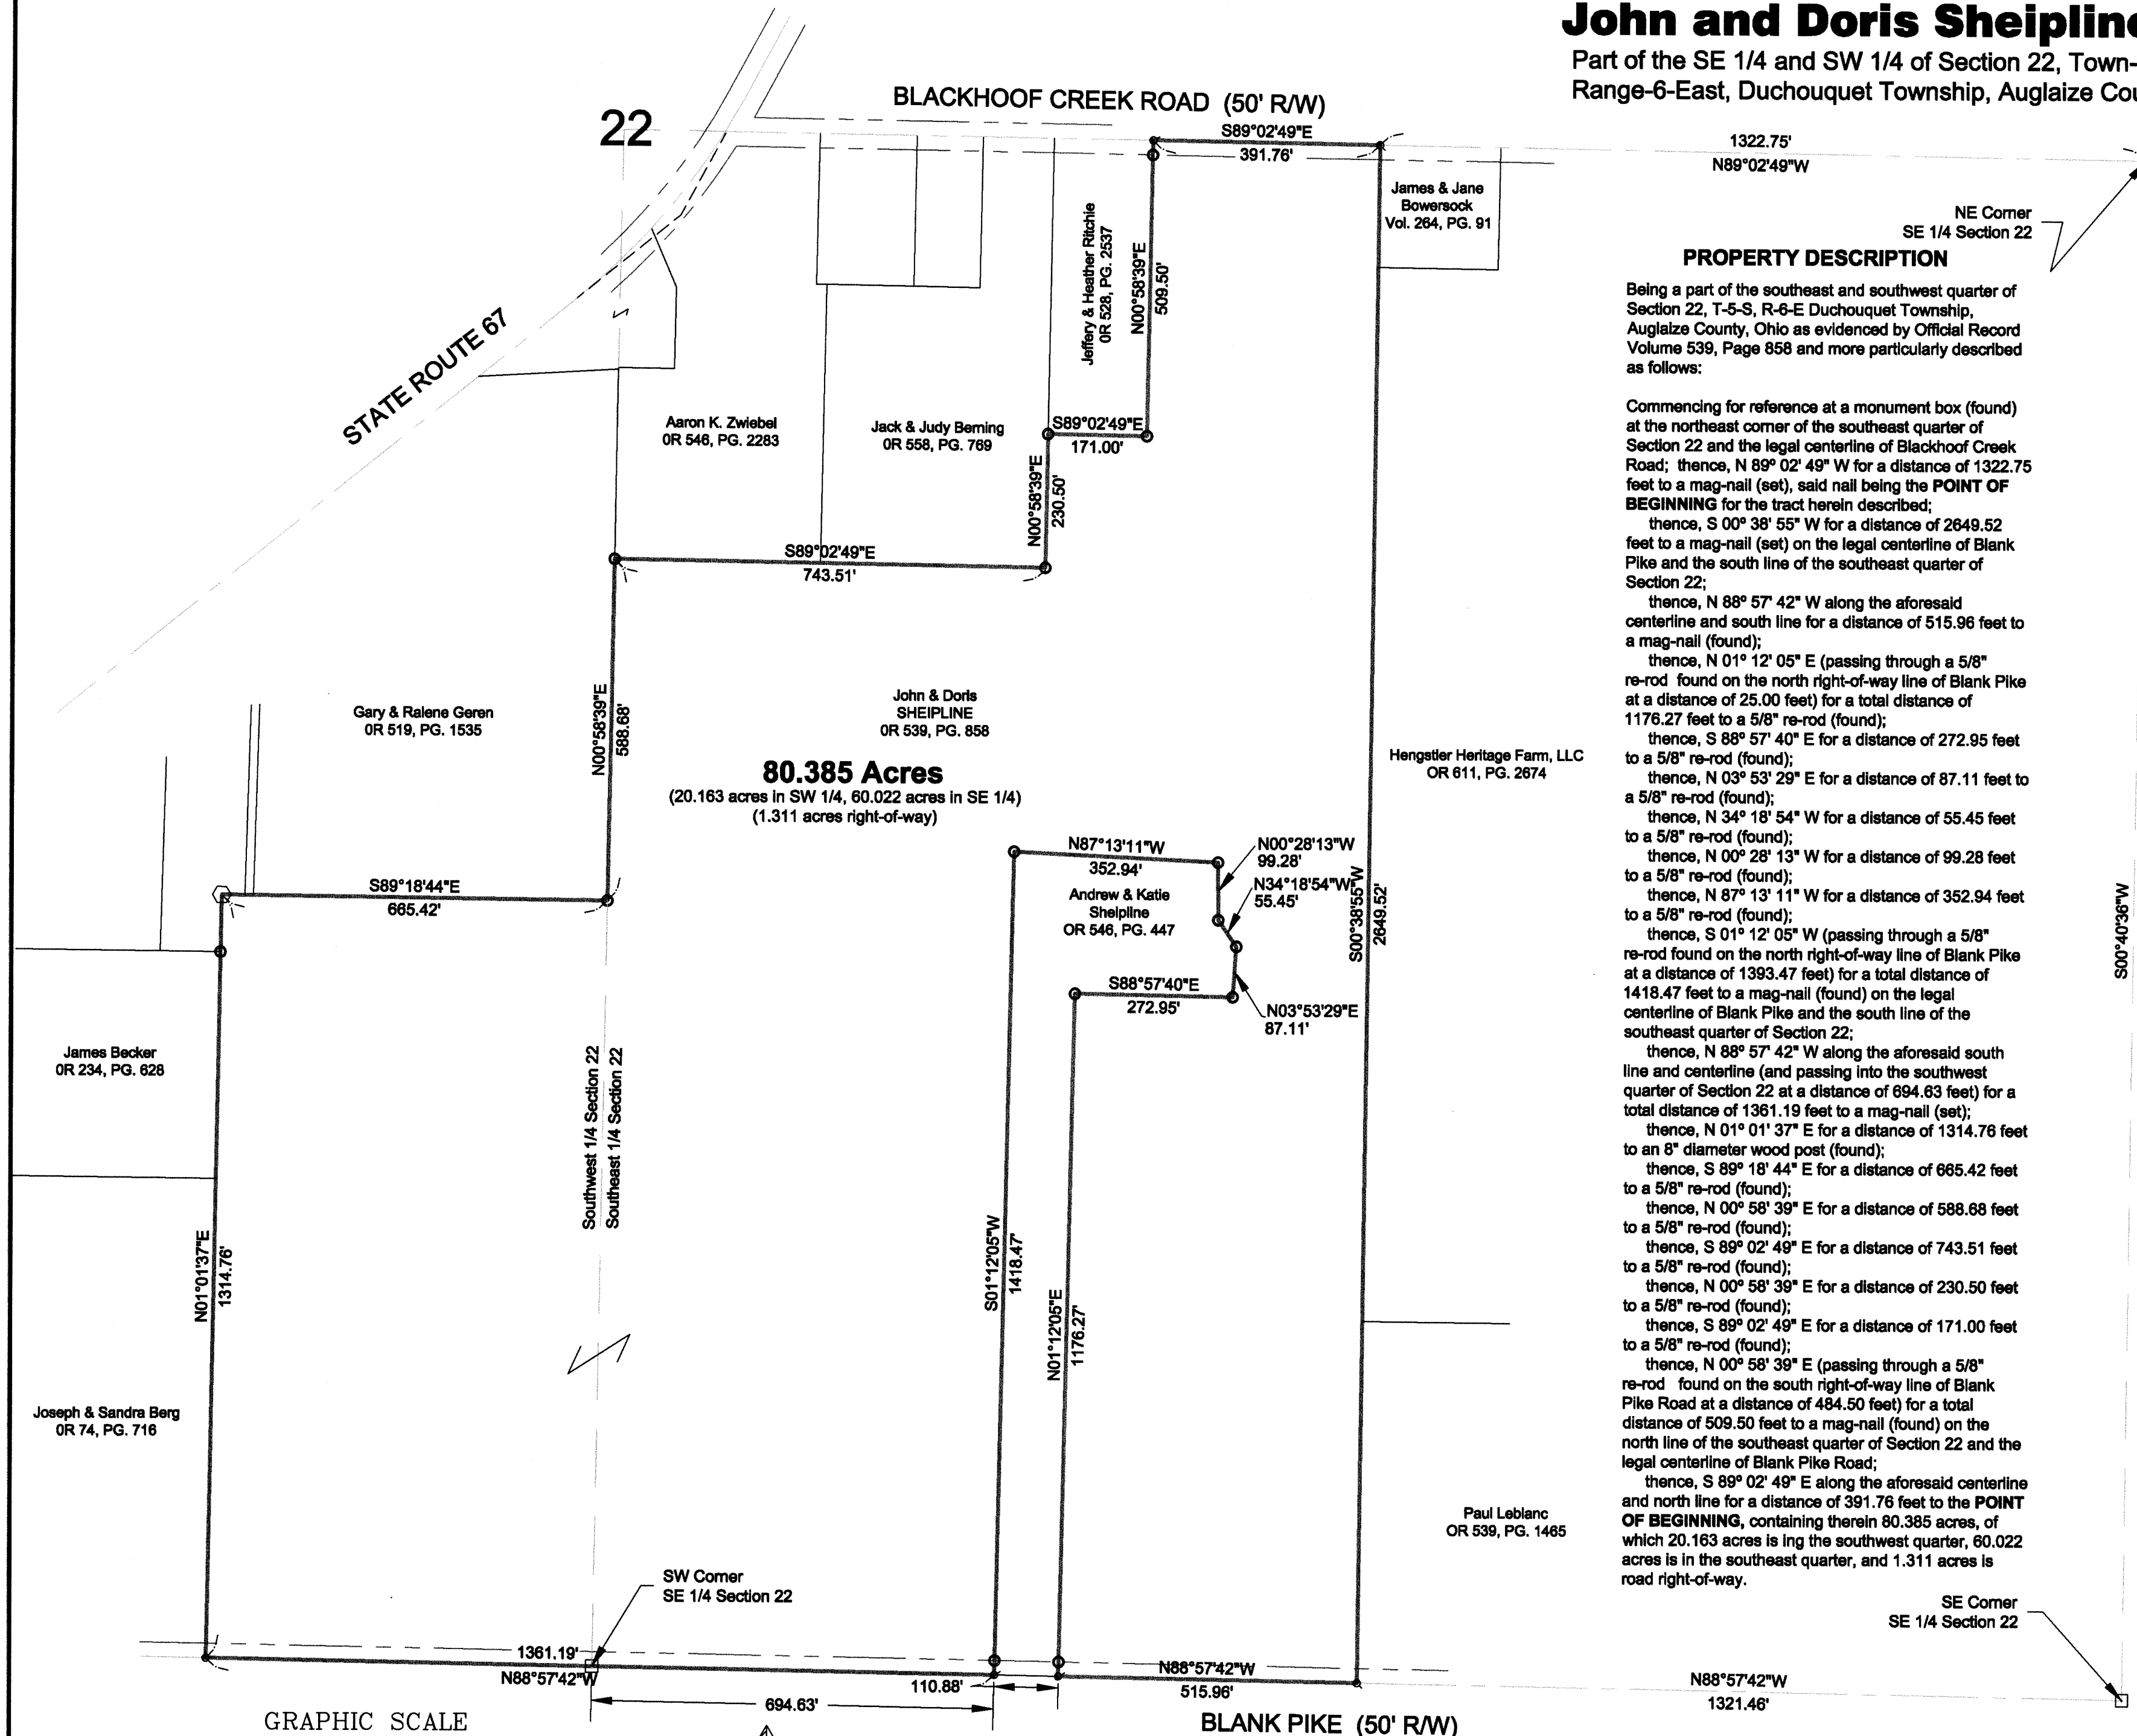 John and Doris Sheipline
Part of the SE 1/4 and SW 1/4 of Section 22, Town-
Range-6-East, Duchouquet Township, Auglaize Cou
BLACKHOOF CREEK ROAD (50' R/W)
22
S89°02'49"E
391.76'
1322.75'
N89°02'49"W
NE Corner
SE 1/4 Section 22
James & Jane
Bowersock
Vol. 264, PG. 91
Jeffery & Heather Ritchie
0R 528, PG. 2537
N00°58'39"E
509.50'
STATE ROUTE 67
Aaron K. Zwiebel
0R 546, PG. 2283
Jack & Judy Berning
0R 558, PG. 769
S89°02'49"E
171.00'
N00°58'39"E
230.50'
S89°02'49"E
743.51'
N00°58'39"E
588.68'
Gary & Ralene Geren
0R 519, PG. 1535
John & Doris
SHEIPLINE
0R 539, PG. 858
80.385 Acres
(20.163 acres in SW 1/4, 60.022 acres in SE 1/4)
(1.311 acres right-of-way)
Hengstler Heritage Farm, LLC
OR 611, PG. 2674
S89°18'44"E
665.42'
N87°13'11"W
352.94'
N00°28'13"W
99.28'
N34°18'54"W
55.45'
Andrew & Katie
Sheipline
OR 546, PG. 447
S88°57'40"E
272.95'
N03°53'29"E
87.11'
S00°38'55"W
2649.52'
S00°40'36"W
James Becker
0R 234, PG. 628
Southwest 1/4 Section 22
Southeast 1/4 Section 22
N01°01'37"E
1314.76'
S01°12'05"W
1418.47'
N01°12'05"E
1176.27'
Joseph & Sandra Berg
0R 74, PG. 716
Paul Leblanc
OR 539, PG. 1465
SW Corner
SE 1/4 Section 22
1361.19'
N88°57'42"W
694.63'
110.88'
N88°57'42"W
515.96'
SE Corner
SE 1/4 Section 22
N88°57'42"W
1321.46'
GRAPHIC SCALE
BLANK PIKE (50' R/W)
PROPERTY DESCRIPTION
Being a part of the southeast and southwest quarter of
Section 22, T-5-S, R-6-E Duchouquet Township,
Auglaize County, Ohio as evidenced by Official Record
Volume 539, Page 858 and more particularly described
as follows:
Commencing for reference at a monument box (found)
at the northeast corner of the southeast quarter of
Section 22 and the legal centerline of Blackhoof Creek
Road; thence, N 89° 02' 49" W for a distance of 1322.75
feet to a mag-nail (set), said nail being the POINT OF
BEGINNING for the tract herein described;
thence, S 00° 38' 55" W for a distance of 2649.52
feet to a mag-nail (set) on the legal centerline of Blank
Pike and the south line of the southeast quarter of
Section 22;
thence, N 88° 57' 42" W along the aforesaid
centerline and south line for a distance of 515.96 feet to
a mag-nail (found);
thence, N 01° 12' 05" E (passing through a 5/8"
re-rod found on the north right-of-way line of Blank Pike
at a distance of 25.00 feet) for a total distance of
1176.27 feet to a 5/8" re-rod (found);
thence, S 88° 57' 40" E for a distance of 272.95 feet
to a 5/8" re-rod (found);
thence, N 03° 53' 29" E for a distance of 87.11 feet to
a 5/8" re-rod (found);
thence, N 34° 18' 54" W for a distance of 55.45 feet
to a 5/8" re-rod (found);
thence, N 00° 28' 13" W for a distance of 99.28 feet
to a 5/8" re-rod (found);
thence, N 87° 13' 11" W for a distance of 352.94 feet
to a 5/8" re-rod (found);
thence, S 01° 12' 05" W (passing through a 5/8"
re-rod found on the north right-of-way line of Blank Pike
at a distance of 1393.47 feet) for a total distance of
1418.47 feet to a mag-nail (found) on the legal
centerline of Blank Pike and the south line of the
southeast quarter of Section 22;
thence, N 88° 57' 42" W along the aforesaid south
line and centerline (and passing into the southwest
quarter of Section 22 at a distance of 694.63 feet) for a
total distance of 1361.19 feet to a mag-nail (set);
thence, N 01° 01' 37" E for a distance of 1314.76 feet
to an 8" diameter wood post (found);
thence, S 89° 18' 44" E for a distance of 665.42 feet
to a 5/8" re-rod (found);
thence, N 00° 58' 39" E for a distance of 588.68 feet
to a 5/8" re-rod (found);
thence, S 89° 02' 49" E for a distance of 743.51 feet
to a 5/8" re-rod (found);
thence, N 00° 58' 39" E for a distance of 230.50 feet
to a 5/8" re-rod (found);
thence, S 89° 02' 49" E for a distance of 171.00 feet
to a 5/8" re-rod (found);
thence, N 00° 58' 39" E (passing through a 5/8"
re-rod found on the south right-of-way line of Blank
Pike Road at a distance of 484.50 feet) for a total
distance of 509.50 feet to a mag-nail (found) on the
north line of the southeast quarter of Section 22 and the
legal centerline of Blank Pike Road;
thence, S 89° 02' 49" E along the aforesaid centerline
and north line for a distance of 391.76 feet to the POINT
OF BEGINNING, containing therein 80.385 acres, of
which 20.163 acres is ing the southwest quarter, 60.022
acres is in the southeast quarter, and 1.311 acres is
road right-of-way.